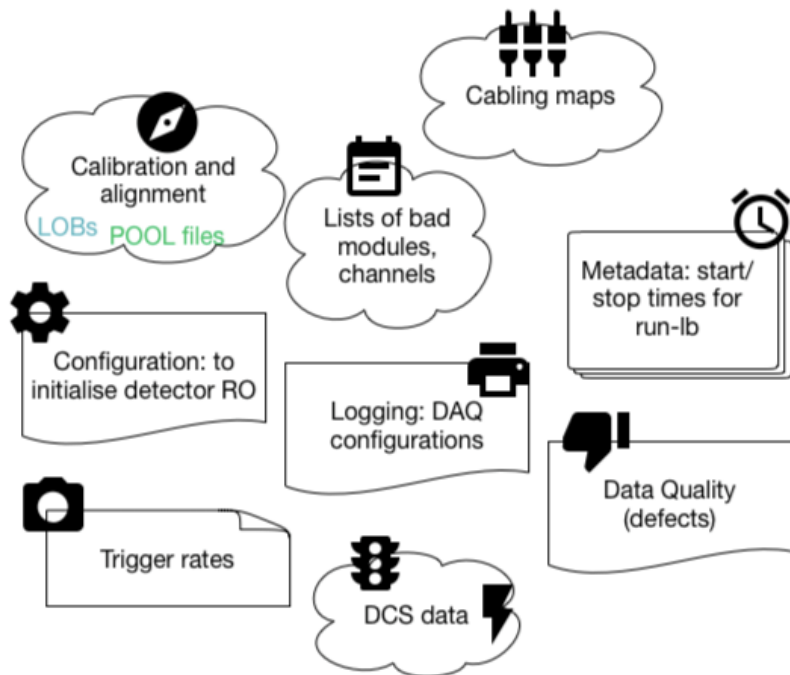 Cabling maps
Calibration and
alignment
LOBs POOL files
Lists of bad
modules,
channels
Metadata: start/
stop times for
run-lb
Configuration: to
initialise detector RO
Logging: DAQ
configurations
Data Quality
(defects)
Trigger rates
DCS data